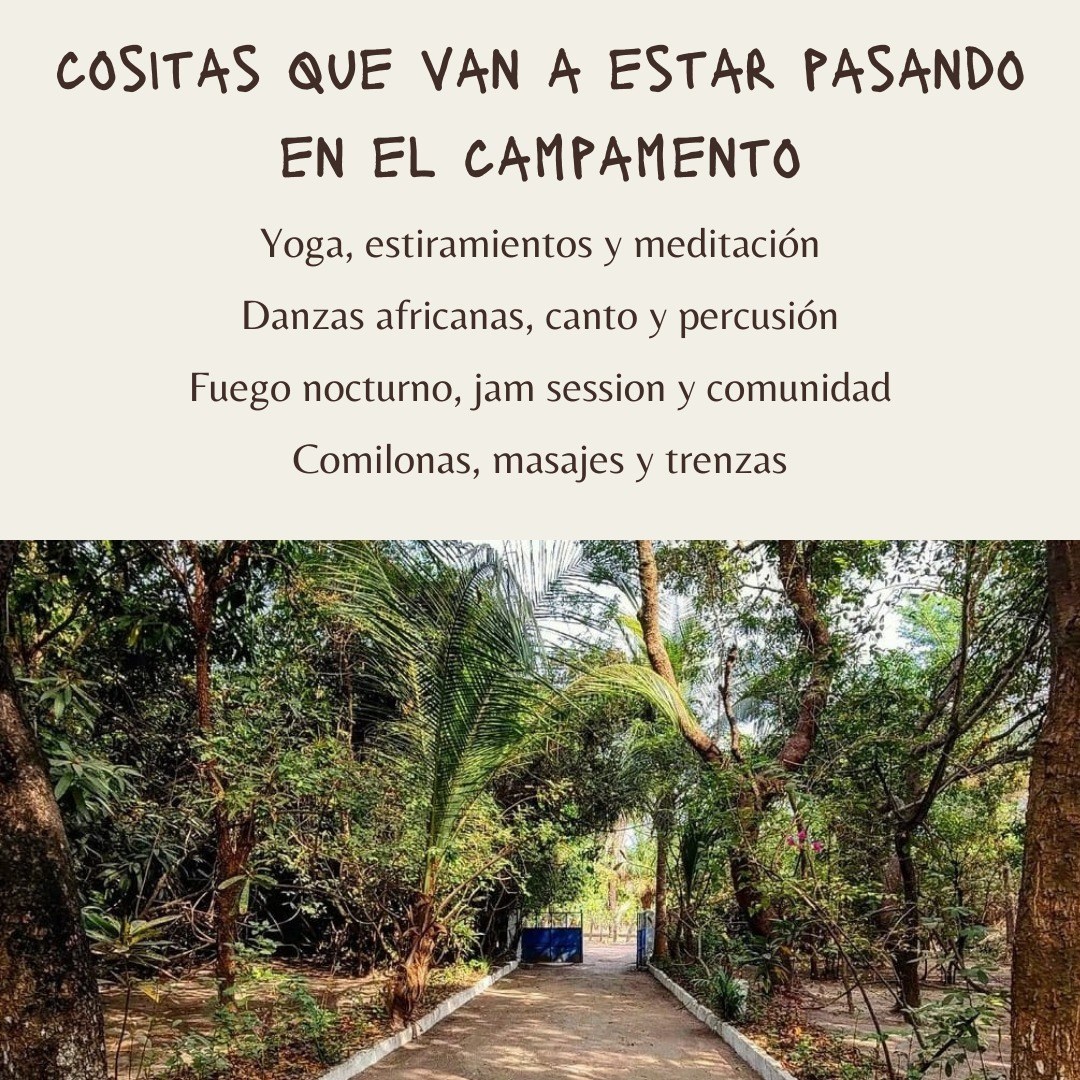 COSITAS QUE VAN A ESTAR PASANDO
EN EL CAMPAMENTO
Yoga, estiramientos y meditación
Danzas africanas, canto y percusión
Fuego nocturno, jam session y comunidad
Comilonas, masajes y trenzas